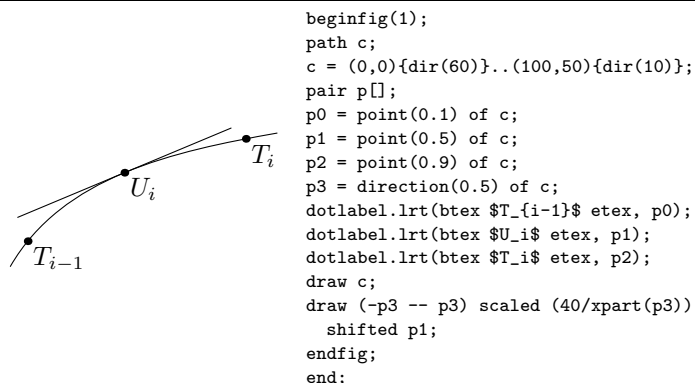 beginfig(1);
path c;
c = (0,0){dir(60)}..(100,50){dir(10)};
pair p[];
p0 = point(0.1) of c;
p1 = point(0.5) of c;
p2 = point(0.9) of c;
p3 = direction(0.5) of c;
dotlabel.lrt(btex $T_{i-1}$ etex, p0);
dotlabel.lrt(btex $U_i$ etex, p1);
dotlabel.lrt(btex $T_i$ etex, p2);
draw c;
draw (-p3 -- p3) scaled (40/xpart(p3))
shifted p1;
endfig;
end:
T_i
U_i
T_{i-1}